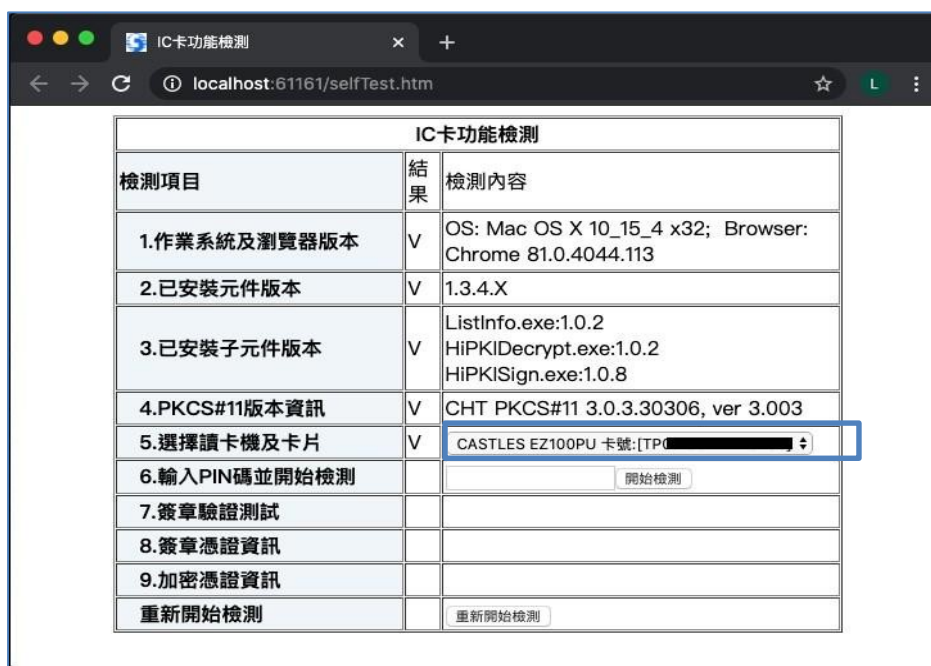 IC卡功能檢測
localhost:61161/selfTest.htm
L
IC卡功能檢測
檢測項目 結果 檢測內容
1.作業系統及瀏覽器版本 V OS: Mac OS X 10_15_4 x32; Browser: Chrome 81.0.4044.113
2.已安裝元件版本 V 1.3.4.X
3.已安裝子元件版本 V ListInfo.exe:1.0.2
HiPKIDecrypt.exe:1.0.2
HiPKISign.exe:1.0.8
4.PKCS#11版本資訊 V CHT PKCS#11 3.0.3.30306, ver 3.003
5.選擇讀卡機及卡片 V CASTLES EZ100PU 卡號:[TP
6.輸入PIN碼並開始檢測 開始檢測
7.簽章驗證測試
8.簽章憑證資訊
9.加密憑證資訊
重新開始檢測 重新開始檢測